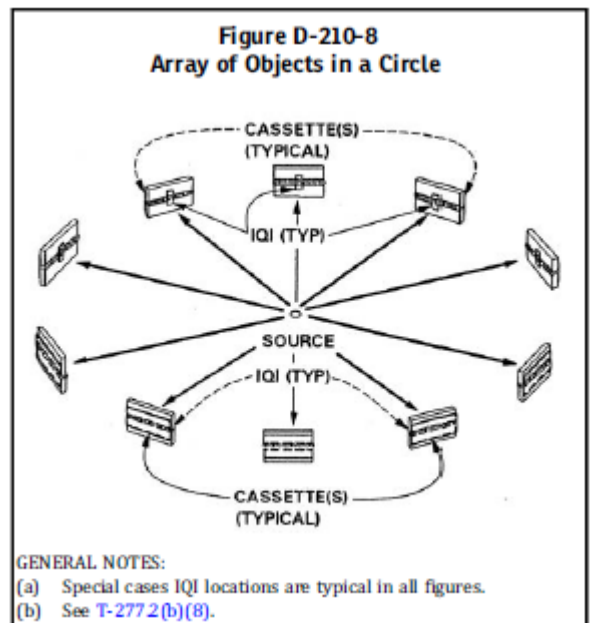 Figure D-210-8
Array of Objects in a Circle
CASSETTE(S)
(TYPICAL)
IQI (TYP)
SOURCE
IQI (TYP)
CASSETTE(S)
(TYPICAL)
GENERAL NOTES:
(a) Special cases IQI locations are typical in all figures.
(b) See T-277.2(b)(8).